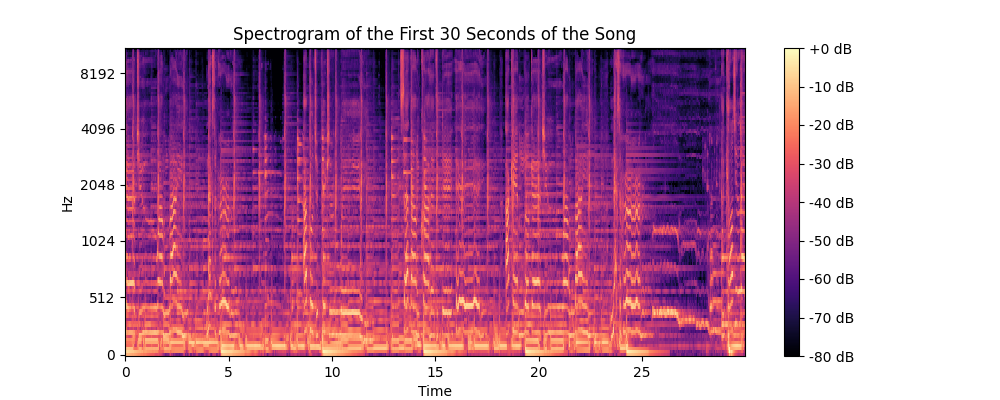 Spectrogram of the First 30 Seconds of the Song
Hz
8192
4096
2048
1024
512
0
0 5 10 15 20 25
Time
+0 dB
-10 dB
-20 dB
-30 dB
-40 dB
-50 dB
-60 dB
-70 dB
-80 dB